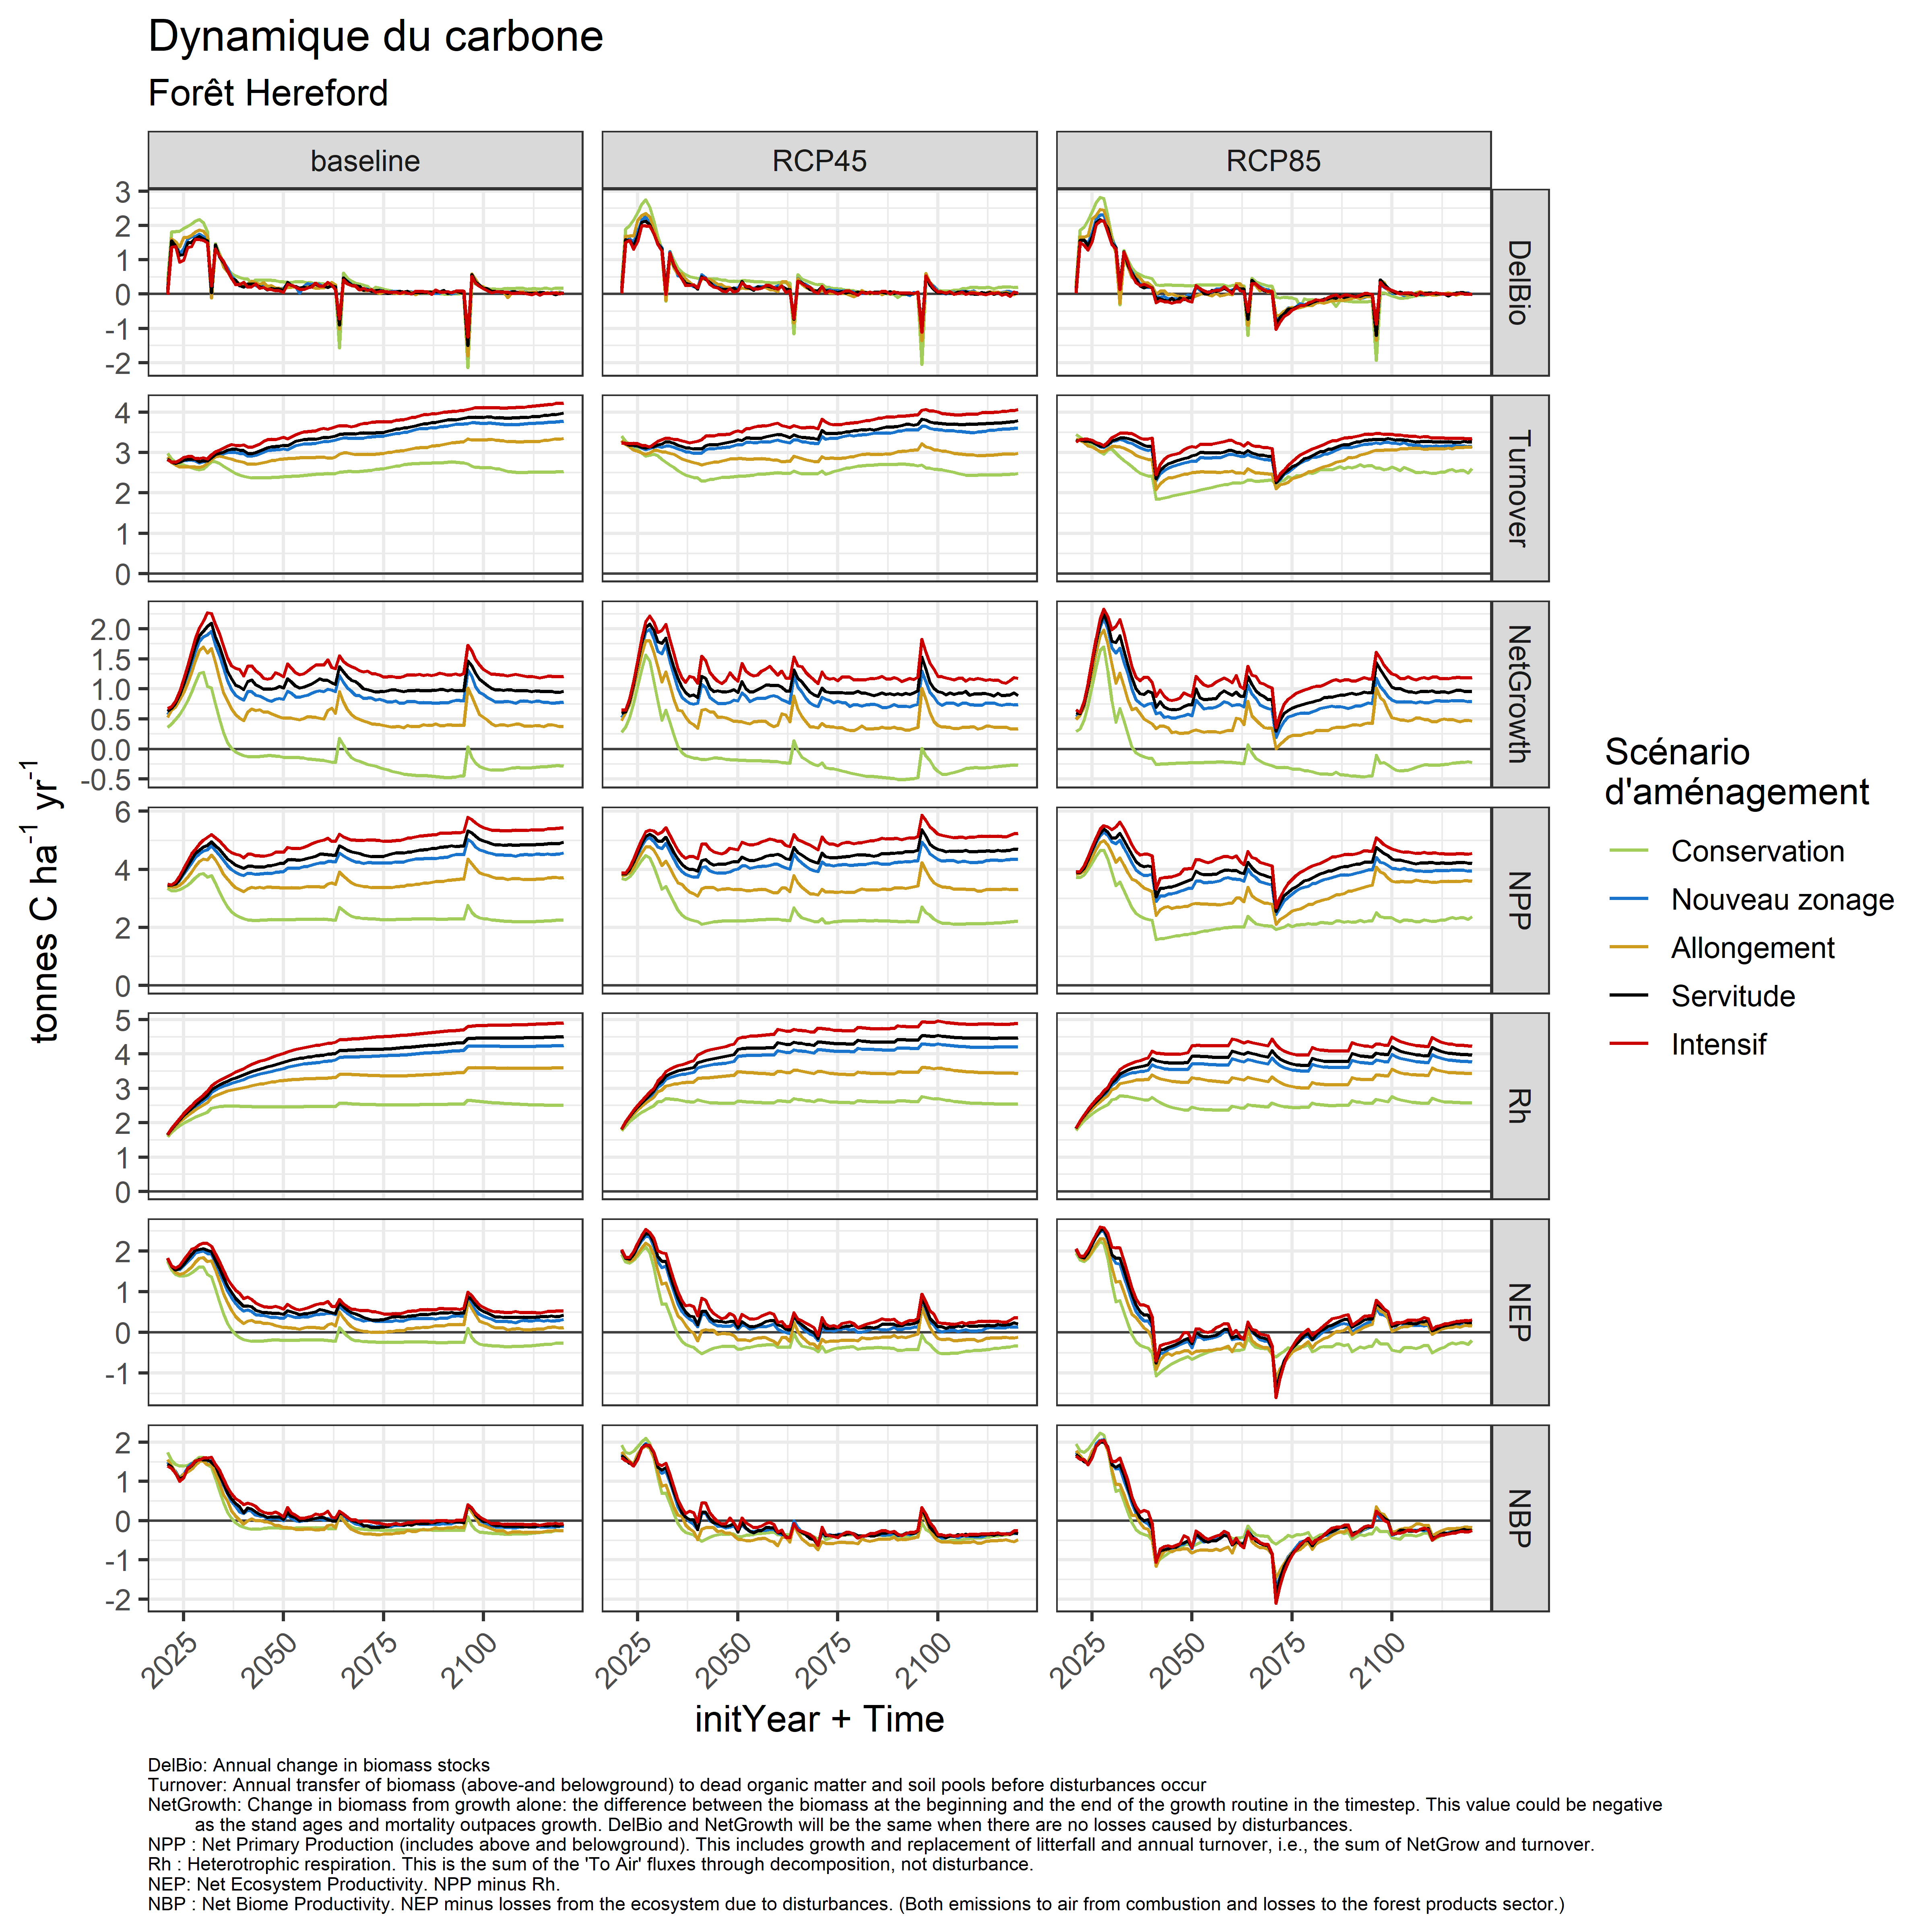 Dynamique du carbone
Forêt Hereford
baseline
RCP45
RCP85
3
2
1
0
-1
-2
DelBio
4
3
2
1
0
Turnover
2.0
1.5
1.0
0.5
0.0
-0.5
NetGrowth
6
4
2
0
NPP
5
4
3
2
1
0
Rh
2
1
0
-1
NEP
2
1
0
-1
-2
NBP
2025
2050
2075
2100
2025
2050
2075
2100
2025
2050
2075
2100
initYear + Time
tonnes C ha⁻¹ yr⁻¹
Scénario
d'aménagement
Conservation
Nouveau zonage
Allongement
Servitude
Intensif
DelBio: Annual change in biomass stocks
Turnover: Annual transfer of biomass (above-and belowground) to dead organic matter and soil pools before disturbances occur
NetGrowth: Change in biomass from growth alone: the difference between the biomass at the beginning and the end of the growth routine in the timestep. This value could be negative
as the stand ages and mortality outpaces growth. DelBio and NetGrowth will be the same when there are no losses caused by disturbances.
NPP : Net Primary Production (includes above and belowground). This includes growth and replacement of litterfall and annual turnover, i.e., the sum of NetGrow and turnover.
Rh : Heterotrophic respiration. This is the sum of the 'To Air' fluxes through decomposition, not disturbance.
NEP: Net Ecosystem Productivity. NPP minus Rh.
NBP : Net Biome Productivity. NEP minus losses from the ecosystem due to disturbances. (Both emissions to air from combustion and losses to the forest products sector.)